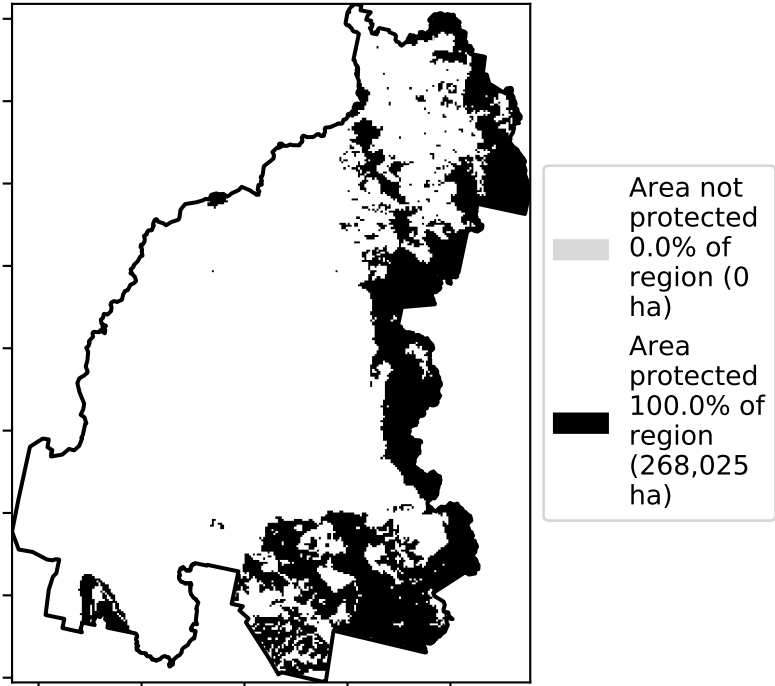 Area not
protected
0.0% of
region (0
ha)
Area
protected
100.0% of
region
(268,025
ha)